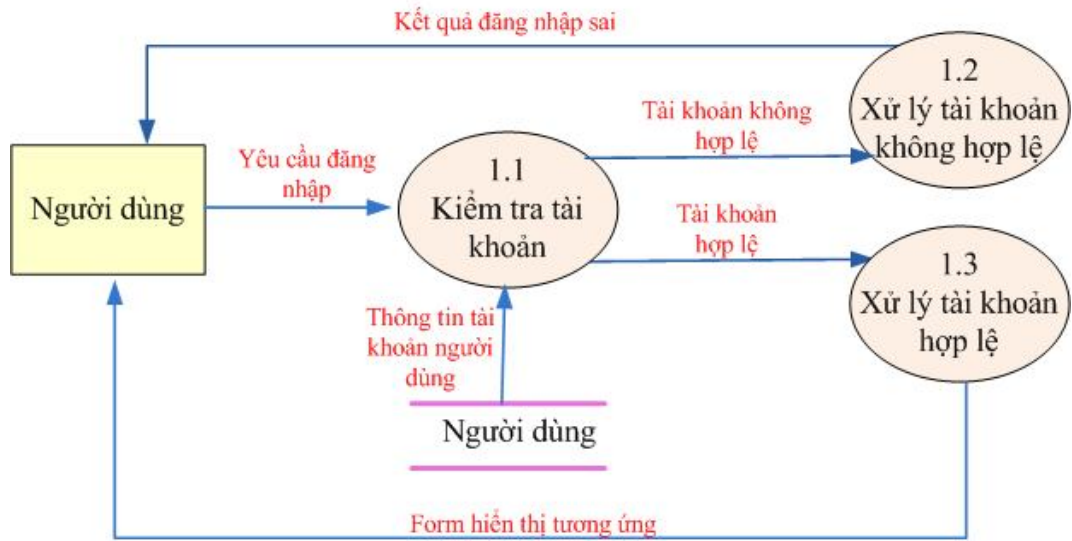 Kết quả đăng nhập sai
1.2
Xử lý tài khoản
không hợp lệ
Tài khoản không
hợp lệ
Yêu cầu đăng
nhập
1.1
Kiểm tra tài
khoản
Người dùng
Tài khoản
hợp lệ
1.3
Xử lý tài khoản
hợp lệ
Thông tin tài
khoản người
dùng
Người dùng
Form hiển thị tương ứng